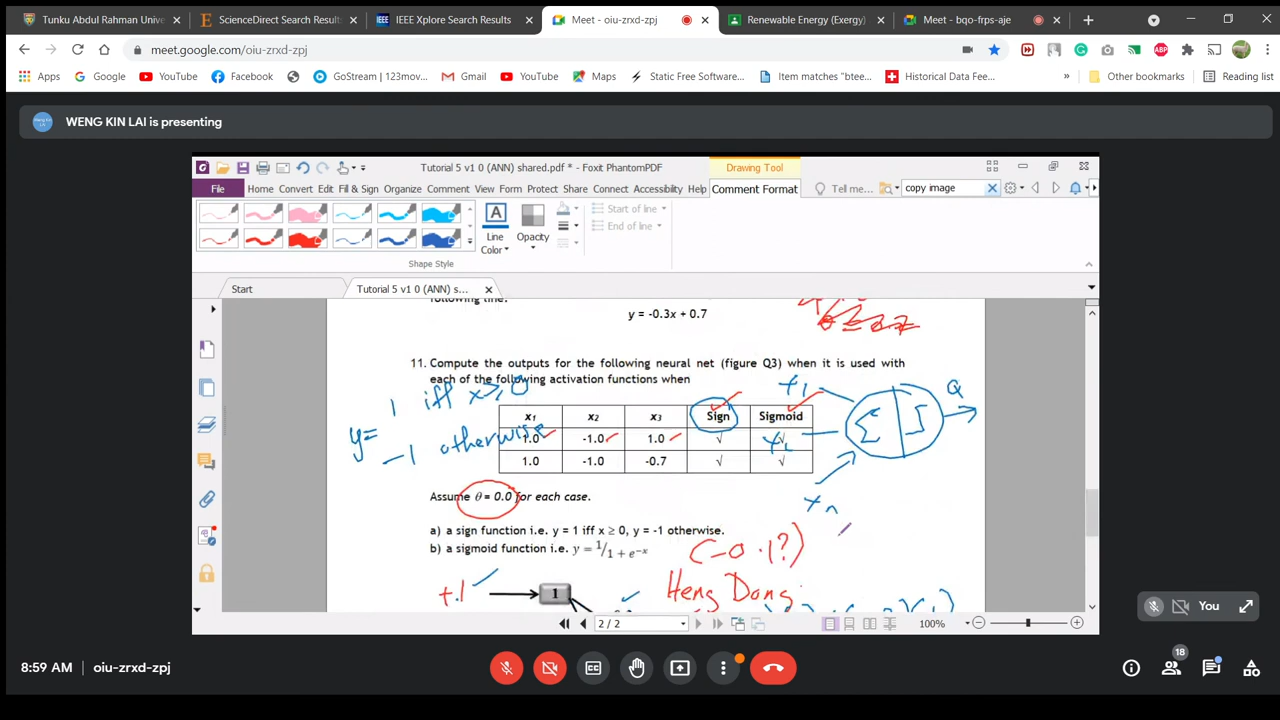 Tunku Abdul Rahman Unive
ScienceDirect Search Results
IEEE Xplore Search Results
Meet - oiu-zrxd-zpj
Renewable Energy (Exergy)
Meet - bqo-frps-aje
meet.google.com/oiu-zrxd-zpj
Apps
Google
YouTube
Facebook
GoStream | 123mov...
Gmail
YouTube
Maps
Static Free Software...
Item matches "btee...
Historical Data Fee...
»
Other bookmarks
Reading list
WENG KIN LAI is presenting
Tutorial 5 v1 0 (ANN) shared.pdf * - Foxit PhantomPDF
Drawing Tool
File Home Convert Edit Fill & Sign Organize Comment View Form Protect Share Connect Accessibility Help Comment Format
Tell me...
copy image
Line Color
Opacity
Start of line
End of line
Shape Style
Start
Tutorial 5 v1 0 (ANN) s...
following line:
y = -0.3x + 0.7
11. Compute the outputs for the following neural net (figure Q3) when it is used with
each of the following activation functions when
x₁ x₂ x₃ Sign Sigmoid
1.0 -1.0 1.0 √ √
1.0 -1.0 -0.7 √ √
y= 1 iff x≥0
-1 otherwise
x₁
Σ
Q
xₙ
Assume θ = 0.0 for each case.
a) a sign function i.e. y = 1 iff x ≥ 0, y = -1 otherwise.
b) a sigmoid function i.e. y = 1/1 + e⁻ˣ
(-0.1?)
Heng Dong
+.1
1
2 / 2
100%
You
8:59 AM
oiu-zrxd-zpj
18